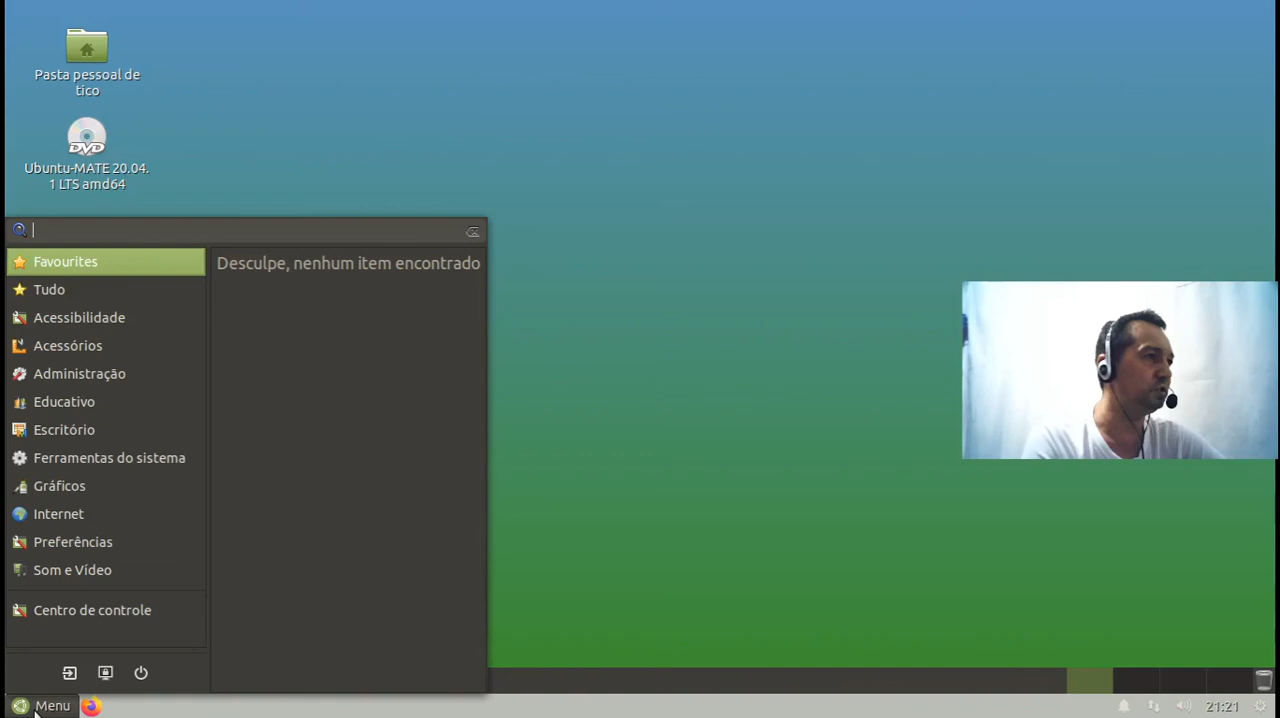 Pasta pessoal de
tico
DVD
Ubuntu-MATE 20.04.
1 LTS amd64
Favourites
Desculpe, nenhum item encontrado
Tudo
Acessibilidade
Acessórios
Administração
Educativo
Escritório
Ferramentas do sistema
Gráficos
Internet
Preferências
Som e Vídeo
Centro de controle
Menu
21:21